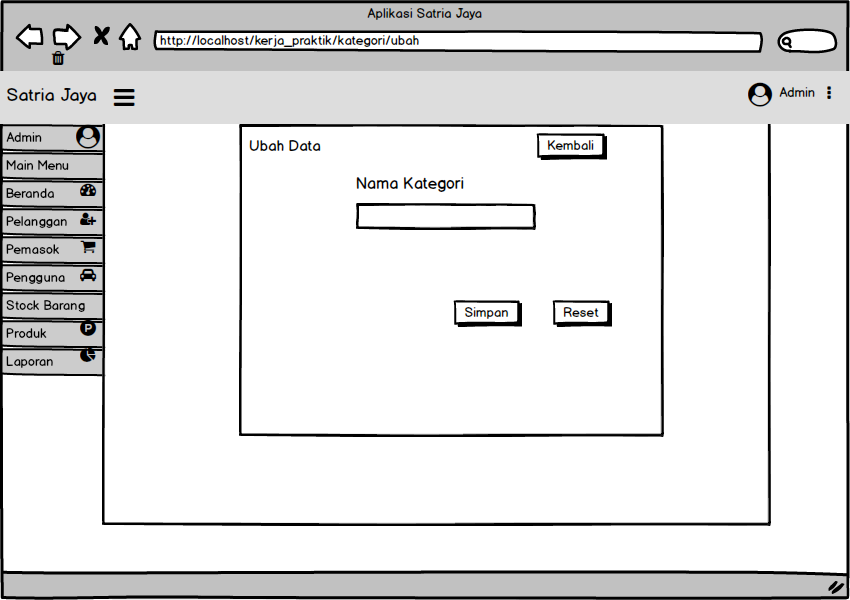 Aplikasi Satria Jaya
http://localhost/kerja_praktik/kategori/ubah
Satria Jaya
Admin
Admin
Main Menu
Beranda
Pelanggan
Pemasok
Pengguna
Stock Barang
Produk
P
Laporan
Ubah Data
Kembali
Nama Kategori
Simpan
Reset